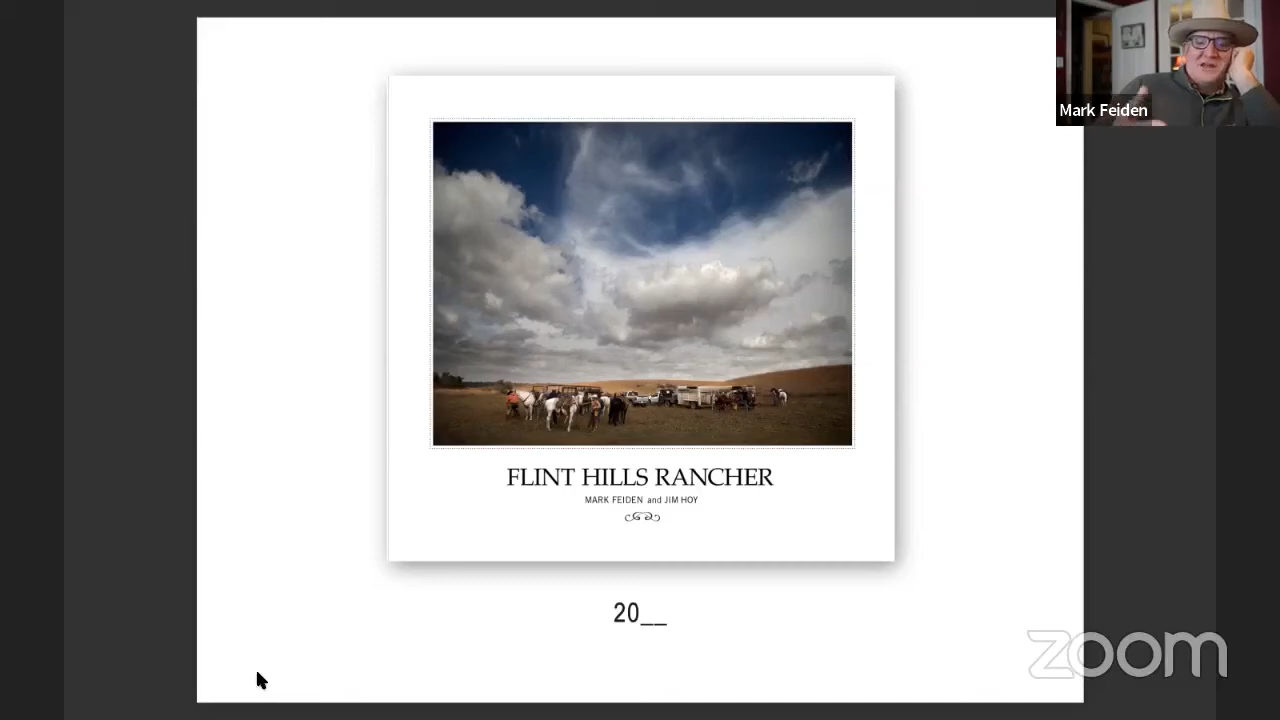 Mark Feiden
FLINT HILLS RANCHER
MARK FEIDEN and JIM HOY
20__
zoom